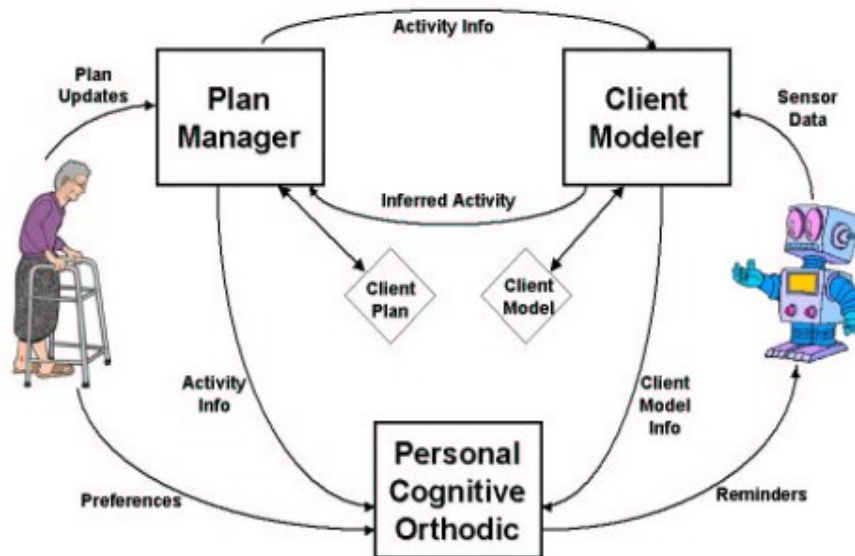 Activity Info
Plan
Updates
Plan
Manager
Client
Modeler
Sensor
Data
Inferred Activity
Client
Plan
Client
Model
Activity
Info
Client
Model
Info
Personal
Cognitive
Orthodic
Preferences
Reminders